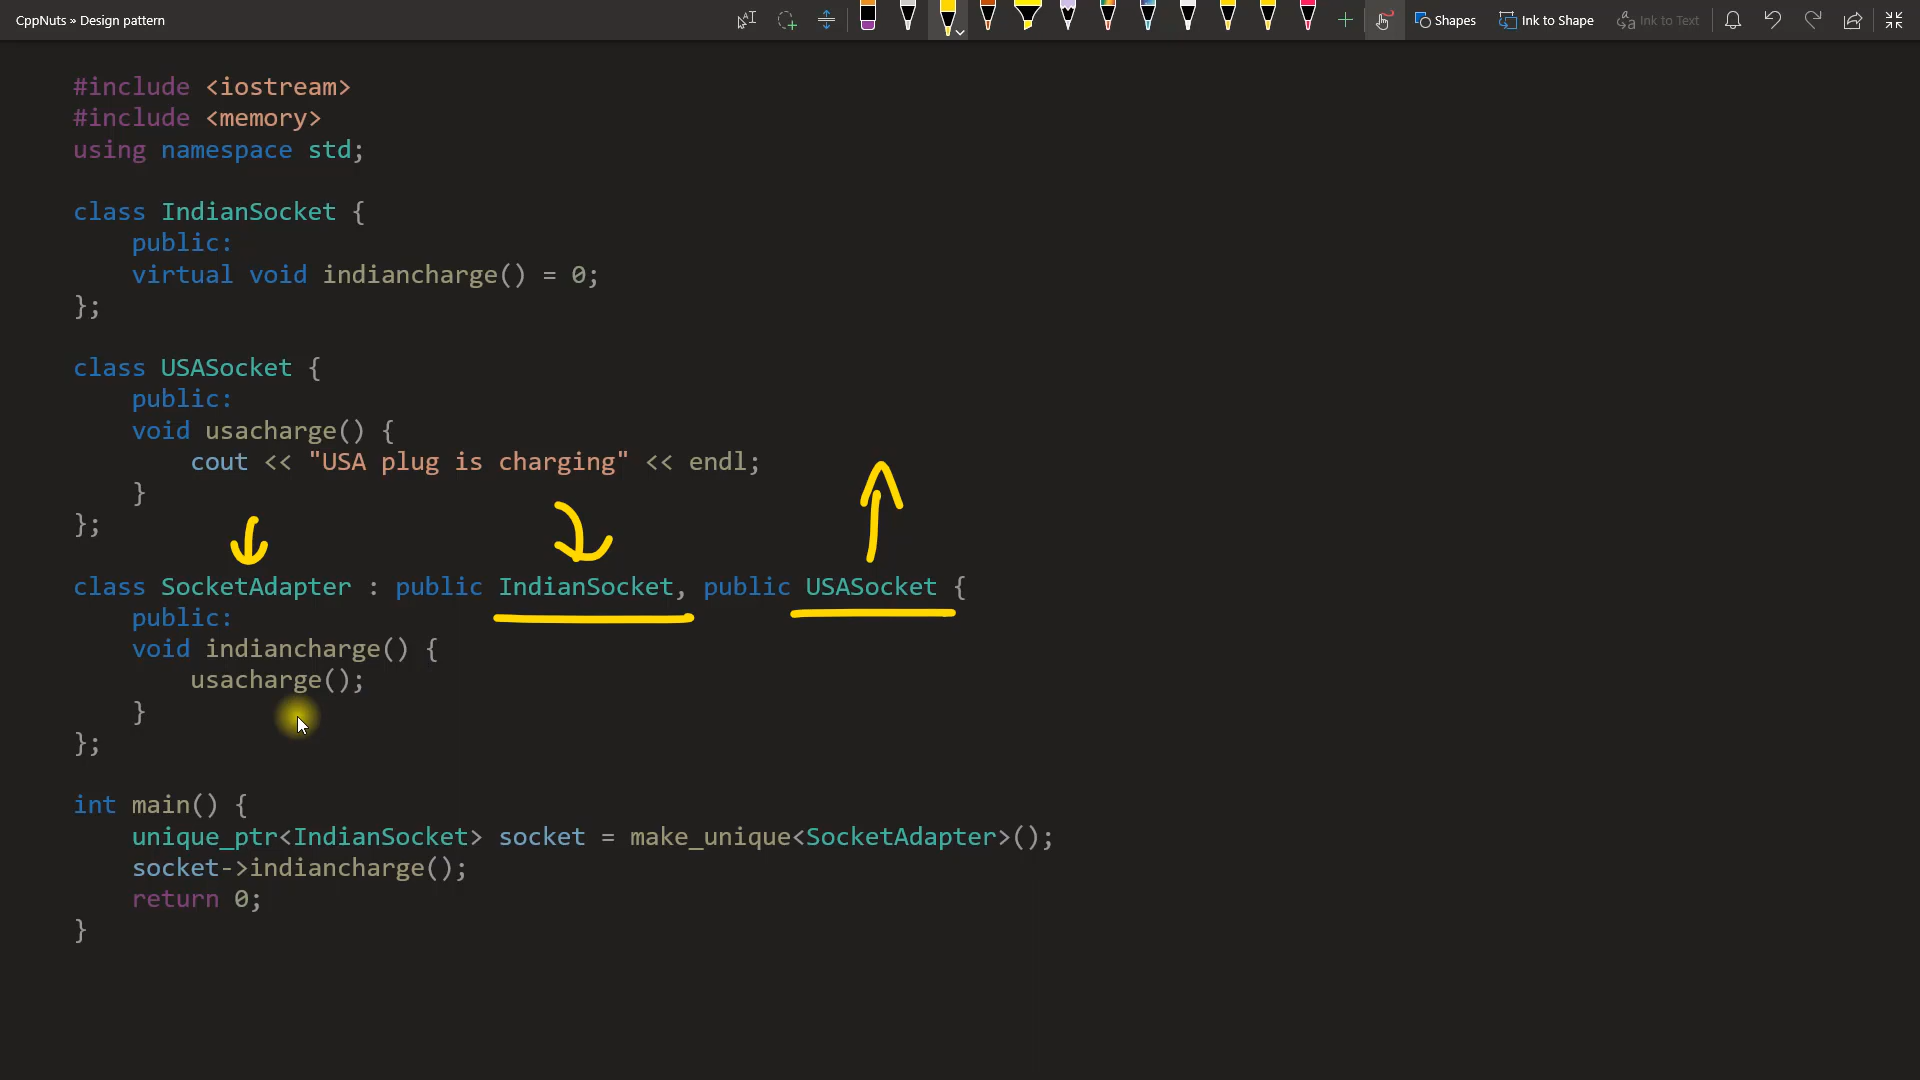 CppNuts » Design pattern
Shapes
Ink to Shape
Ink to Text
#include <iostream>
#include <memory>
using namespace std;
class IndianSocket {
    public:
    virtual void indiancharge() = 0;
};
class USASocket {
    public:
    void usacharge() {
        cout << "USA plug is charging" << endl;
    }
};
class SocketAdapter : public IndianSocket, public USASocket {
    public:
    void indiancharge() {
        usacharge();
    }
};
int main() {
    unique_ptr<IndianSocket> socket = make_unique<SocketAdapter>();
    socket->indiancharge();
    return 0;
}